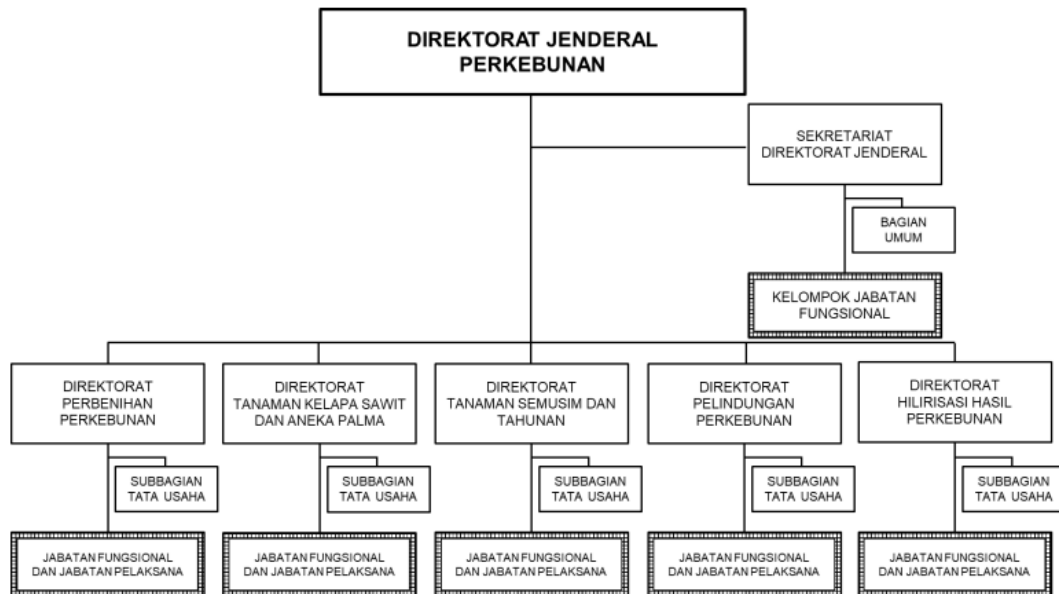 DIREKTORAT JENDERAL
PERKEBUNAN
SEKRETARIAT
DIREKTORAT JENDERAL
BAGIAN
UMUM
KELOMPOK JABATAN
FUNGSIONAL
DIREKTORAT
PERBENIHAN
PERKEBUNAN
DIREKTORAT
TANAMAN KELAPA SAWIT
DAN ANEKA PALMA
DIREKTORAT
TANAMAN SEMUSIM DAN
TAHUNAN
DIREKTORAT
PELINDUNGAN
PERKEBUNAN
DIREKTORAT
HILIRISASI HASIL
PERKEBUNAN
SUBBAGIAN
TATA USAHA
SUBBAGIAN
TATA USAHA
SUBBAGIAN
TATA USAHA
SUBBAGIAN
TATA USAHA
SUBBAGIAN
TATA USAHA
JABATAN FUNGSIONAL
DAN JABATAN PELAKSANA
JABATAN FUNGSIONAL
DAN JABATAN PELAKSANA
JABATAN FUNGSIONAL
DAN JABATAN PELAKSANA
JABATAN FUNGSIONAL
DAN JABATAN PELAKSANA
JABATAN FUNGSIONAL
DAN JABATAN PELAKSANA